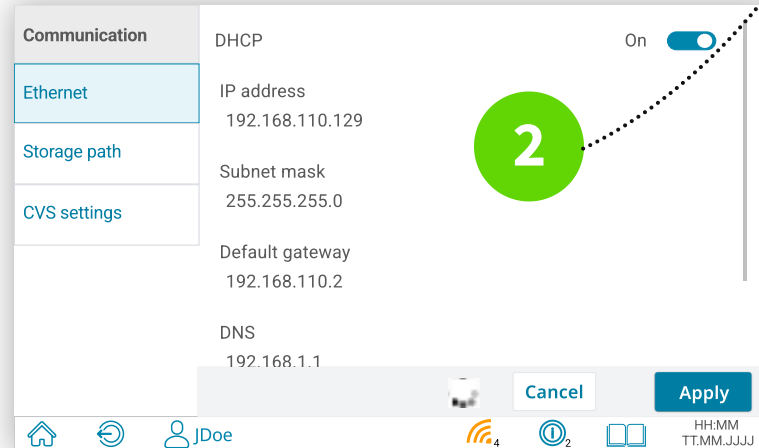 Communication
Ethernet
Storage path
CVS settings
DHCP
On
IP address
192.168.110.129
Subnet mask
255.255.255.0
Default gateway
192.168.110.2
DNS
192.168.1.1
2
Cancel
Apply
JDoe
4
2
HH:MM
TT.MM.JJJJ